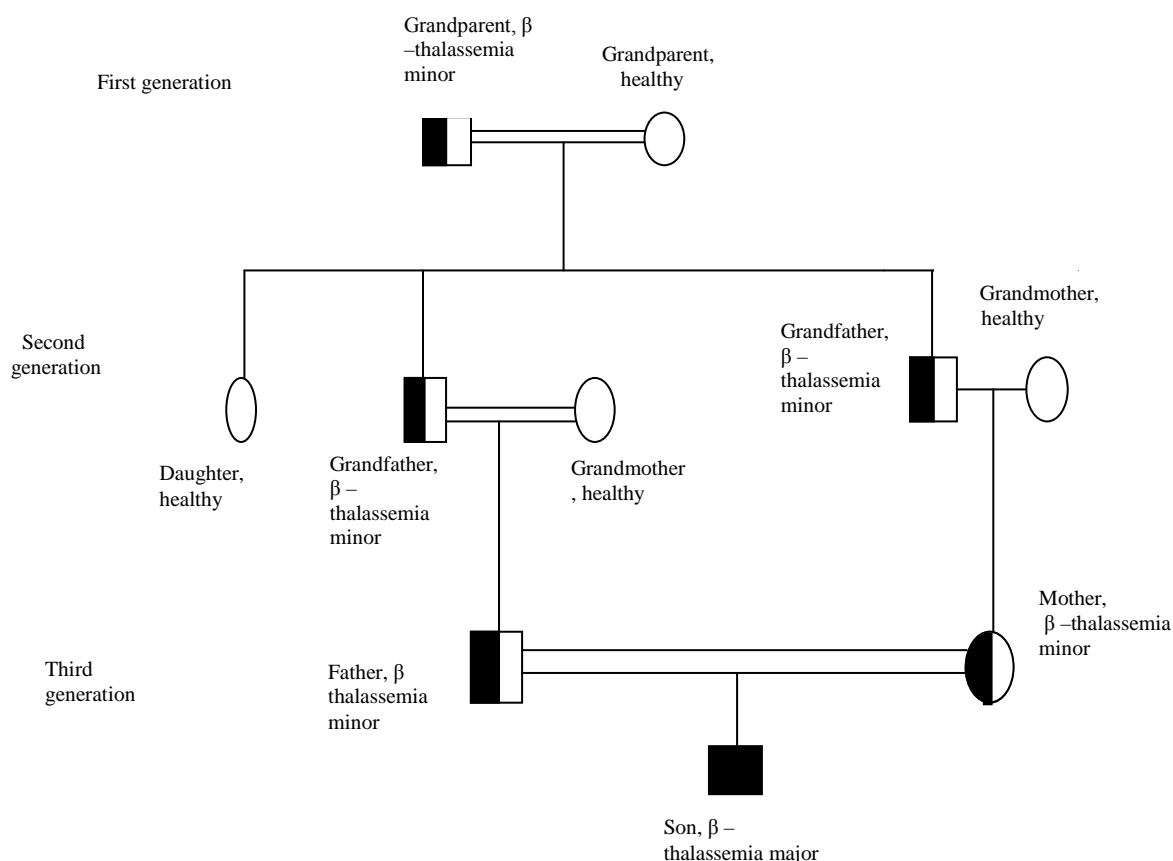 Grandparent, β
–thalassemia
minor
Grandparent,
healthy
First generation
Grandmother,
healthy
Second
generation
Grandfather,
β –
thalassemia
minor
Daughter,
healthy
Grandfather,
β –
thalassemia
minor
Grandmother
, healthy
Mother,
β –thalassemia
minor
Third
generation
Father, β
thalassemia
minor
Son, β –
thalassemia major